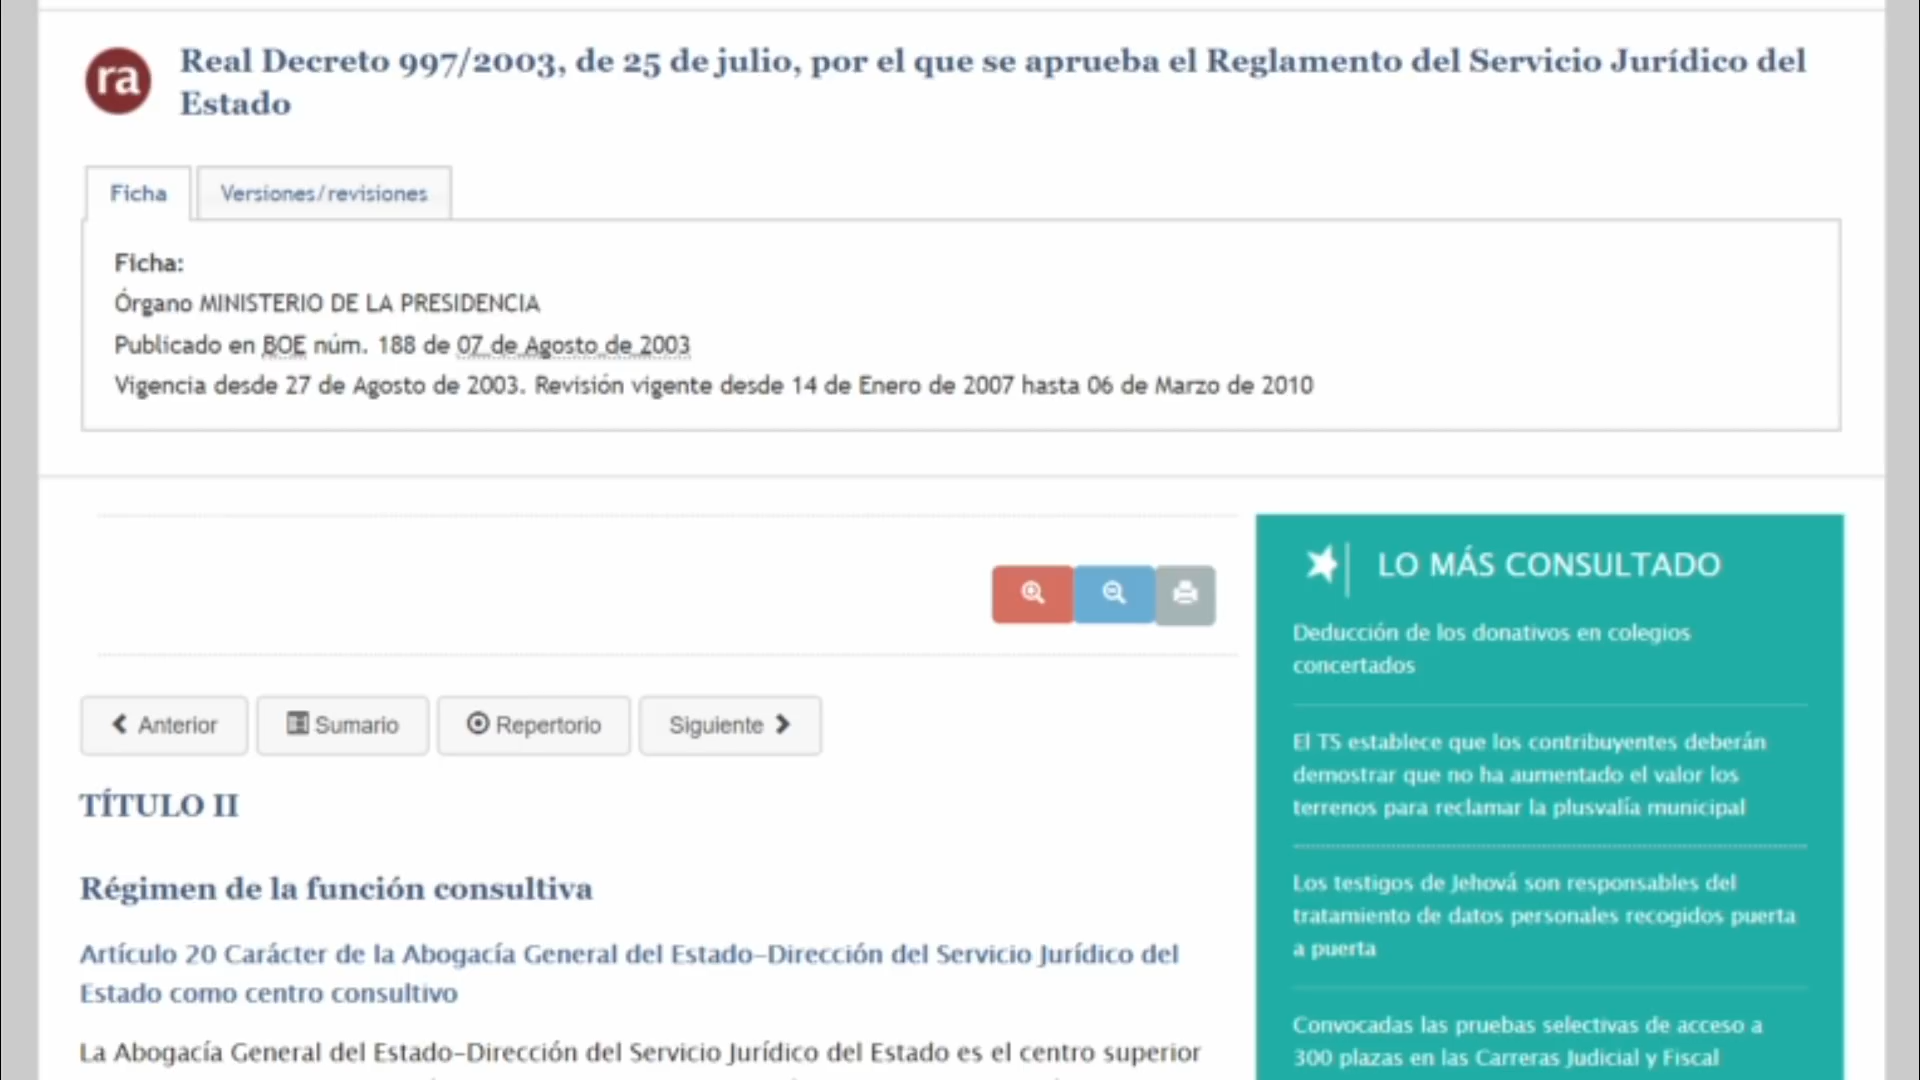 ra
Real Decreto 997/2003, de 25 de julio, por el que se aprueba el Reglamento del Servicio Jurídico del
Estado
Ficha
Versiones/revisiones
Ficha:
Órgano MINISTERIO DE LA PRESIDENCIA
Publicado en BOE núm. 188 de 07 de Agosto de 2003
Vigencia desde 27 de Agosto de 2003. Revisión vigente desde 14 de Enero de 2007 hasta 06 de Marzo de 2010
Anterior
Sumario
Repertorio
Siguiente
TÍTULO II
Régimen de la función consultiva
Artículo 20 Carácter de la Abogacía General del Estado-Dirección del Servicio Jurídico del
Estado como centro consultivo
La Abogacía General del Estado-Dirección del Servicio Jurídico del Estado es el centro superior
LO MÁS CONSULTADO
Deducción de los donativos en colegios
concertados
El TS establece que los contribuyentes deberán
demostrar que no ha aumentado el valor los
terrenos para reclamar la plusvalía municipal
Los testigos de Jehová son responsables del
tratamiento de datos personales recogidos puerta
a puerta
Convocadas las pruebas selectivas de acceso a
300 plazas en las Carreras Judicial y Fiscal